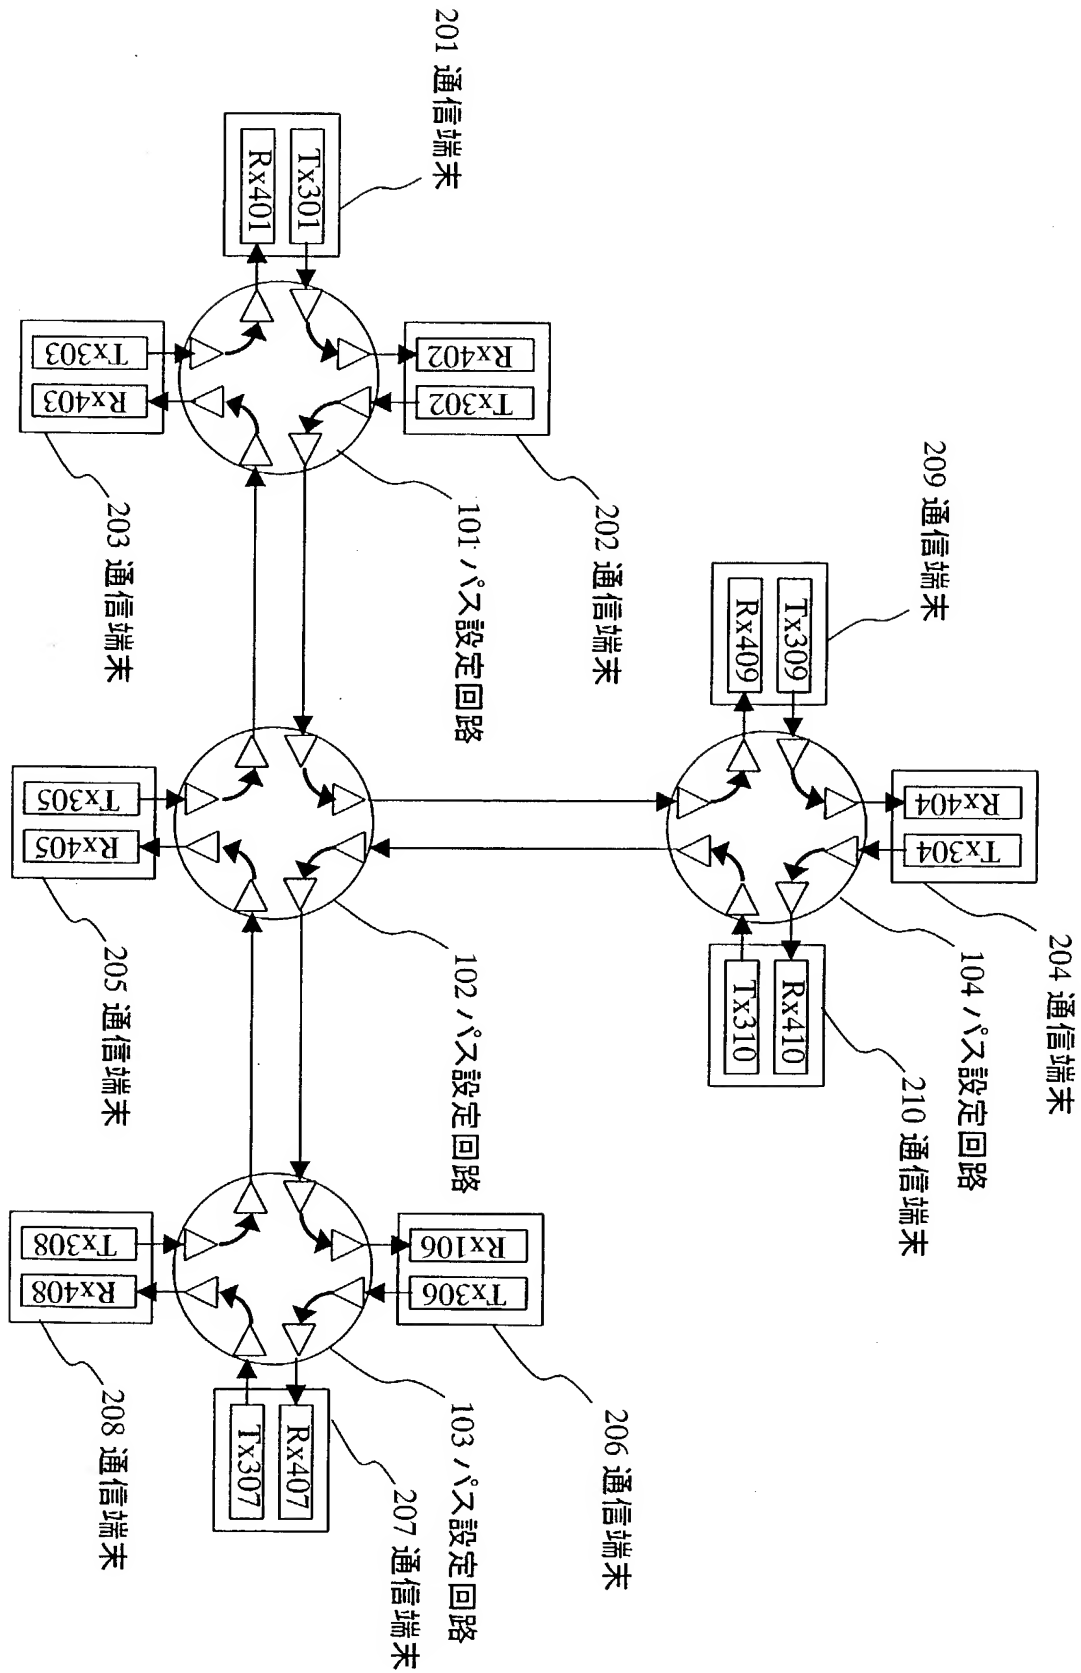 201 通信端末
Tx301
Rx401
Rx402
Tx302
Tx303
Rx403
202 通信端末
101 パス設定回路
203 通信端末
209 通信端末
Tx309
Rx409
Rx404
Tx304
Rx410
Tx310
204 通信端末
104 パス設定回路
210 通信端末
Tx305
Rx405
102 パス設定回路
205 通信端末
Rx106
Tx306
Tx308
Rx408
Rx407
Tx307
206 通信端末
103 パス設定回路
207 通信端末
208 通信端末